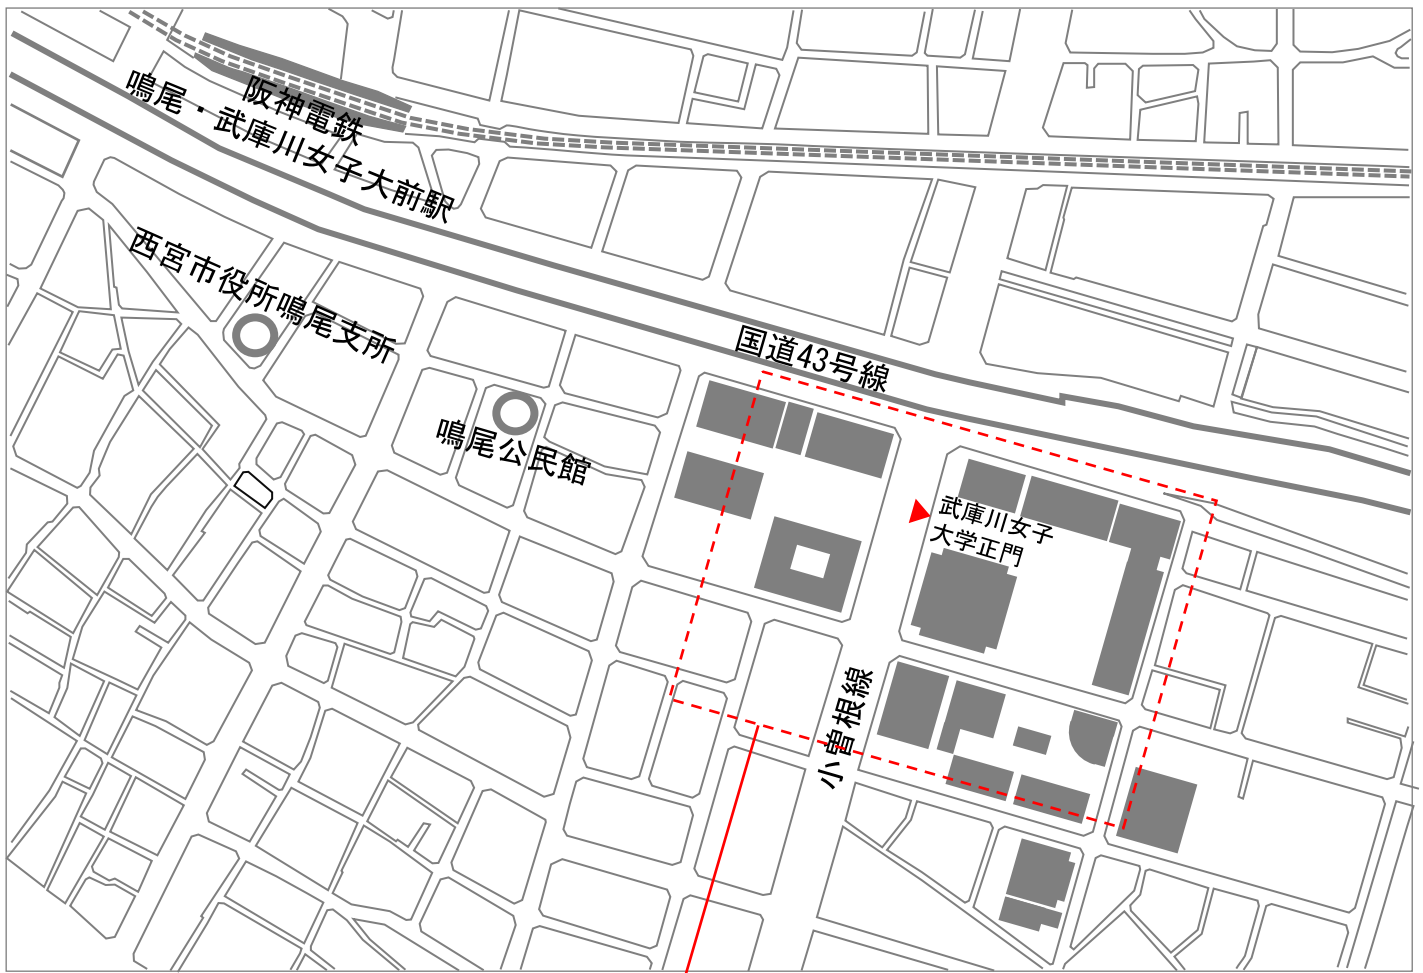 阪神電鉄
鳴尾・武庫川女子大前駅
西宮市役所鳴尾支所
国道43号線
鳴尾公民館
武庫川女子
大学正門
小曽根線